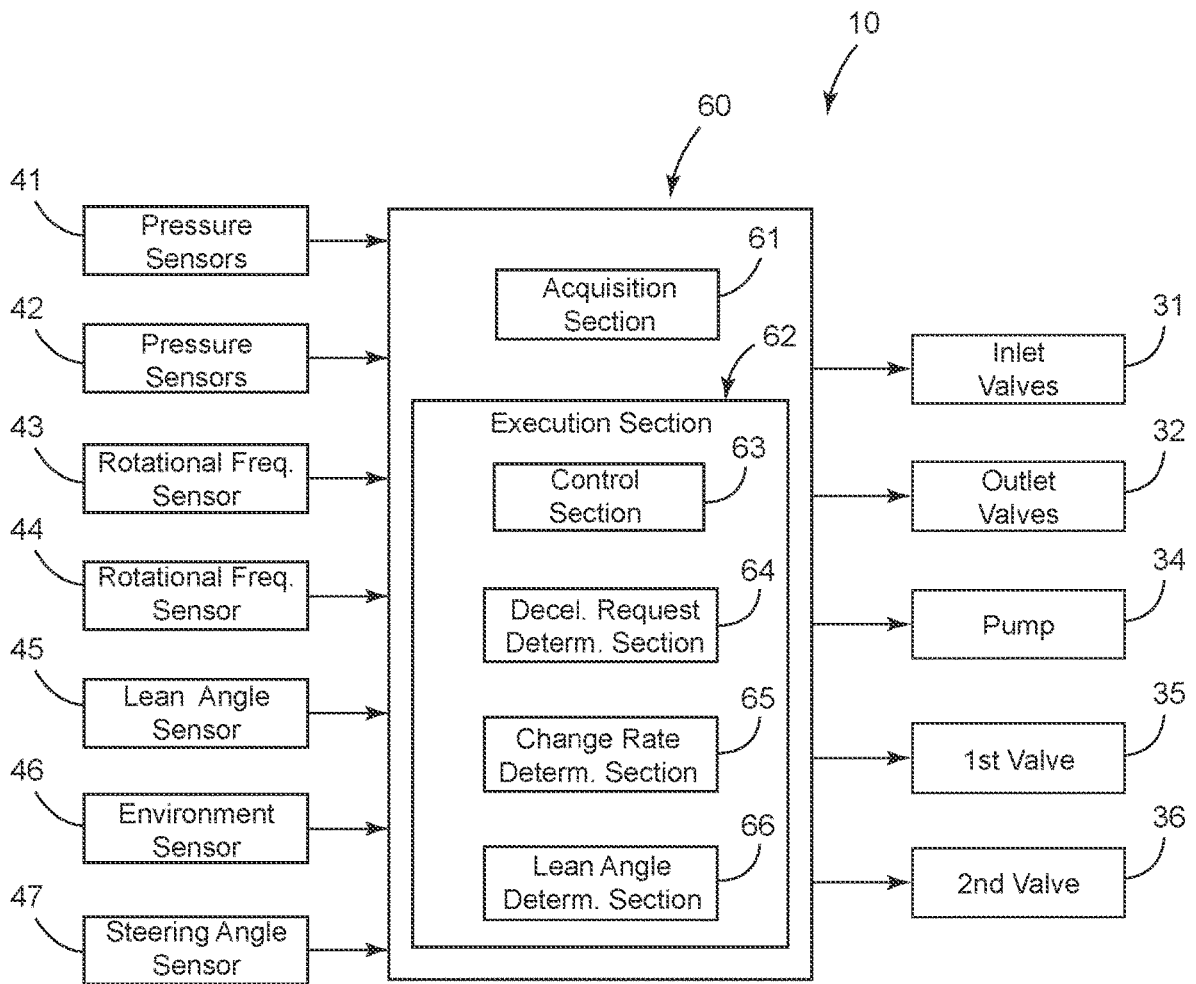 10
60
41
Pressure
Sensors
42
Pressure
Sensors
43
Rotational Freq.
Sensor
44
Rotational Freq.
Sensor
45
Lean Angle
Sensor
46
Environment
Sensor
47
Steering Angle
Sensor
61
Acquisition
Section
62
Execution Section
63
Control
Section
64
Decel. Request
Determ. Section
65
Change Rate
Determ. Section
66
Lean Angle
Determ. Section
31
Inlet
Valves
32
Outlet
Valves
34
Pump
35
1st Valve
36
2nd Valve